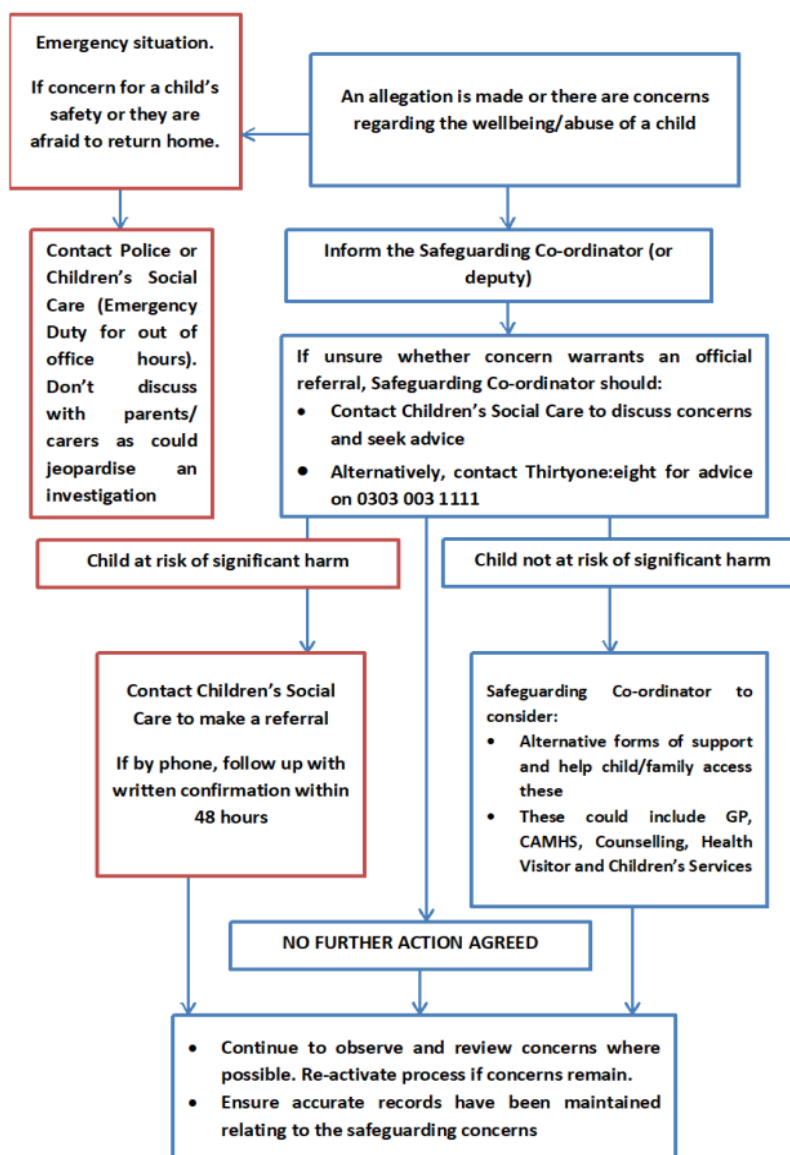 Emergency situation.
If concern for a child's
safety or they are
afraid to return home.
An allegation is made or there are concerns
regarding the wellbeing/abuse of a child
Contact Police or
Children's Social
Care (Emergency
Duty for out of
office hours).
Don't discuss
with parents/
carers as could
jeopardise an
investigation
Inform the Safeguarding Co-ordinator (or
deputy)
If unsure whether concern warrants an official
referral, Safeguarding Co-ordinator should:
• Contact Children's Social Care to discuss concerns
and seek advice
• Alternatively, contact Thirtyone:eight for advice
on 0303 003 1111
Child at risk of significant harm
Child not at risk of significant harm
Contact Children's Social
Care to make a referral
If by phone, follow up with
written confirmation within
48 hours
Safeguarding Co-ordinator to
consider:
• Alternative forms of support
and help child/family access
these
• These could include GP,
CAMHS, Counselling, Health
Visitor and Children's Services
NO FURTHER ACTION AGREED
• Continue to observe and review concerns where
possible. Re-activate process if concerns remain.
• Ensure accurate records have been maintained
relating to the safeguarding concerns